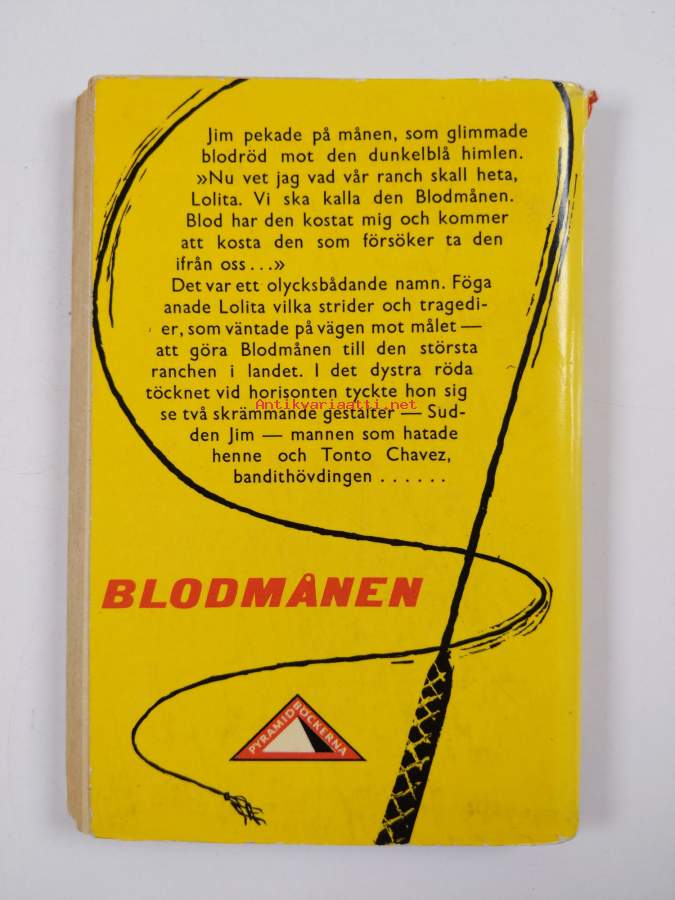 Jim pekade på månen, som glimmade
blodröd mot den dunkelblå himlen.
»Nu vet jag vad vår ranch skall heta,
Lolita. Vi ska kalla den Blodmånen.
Blod har den kostat mig och kommer
att kosta den som försöker ta den
ifrån oss...»
Det var ett olycksbådande namn. Föga
anade Lolita vilka strider och tragedi-
er, som väntade på vägen mot målet —
att göra Blodmånen till den största
ranchen i landet. I det dystra röda
töcknet vid horisonten tyckte hon sig
Antikvariaatti.net
se två skrämmande gestalter — Sud-
den Jim — mannen som hatade
henne och Tonto Chavez,
bandithövdingen ......
BLODMÅNEN
PYRAMIDBÖCKERNA